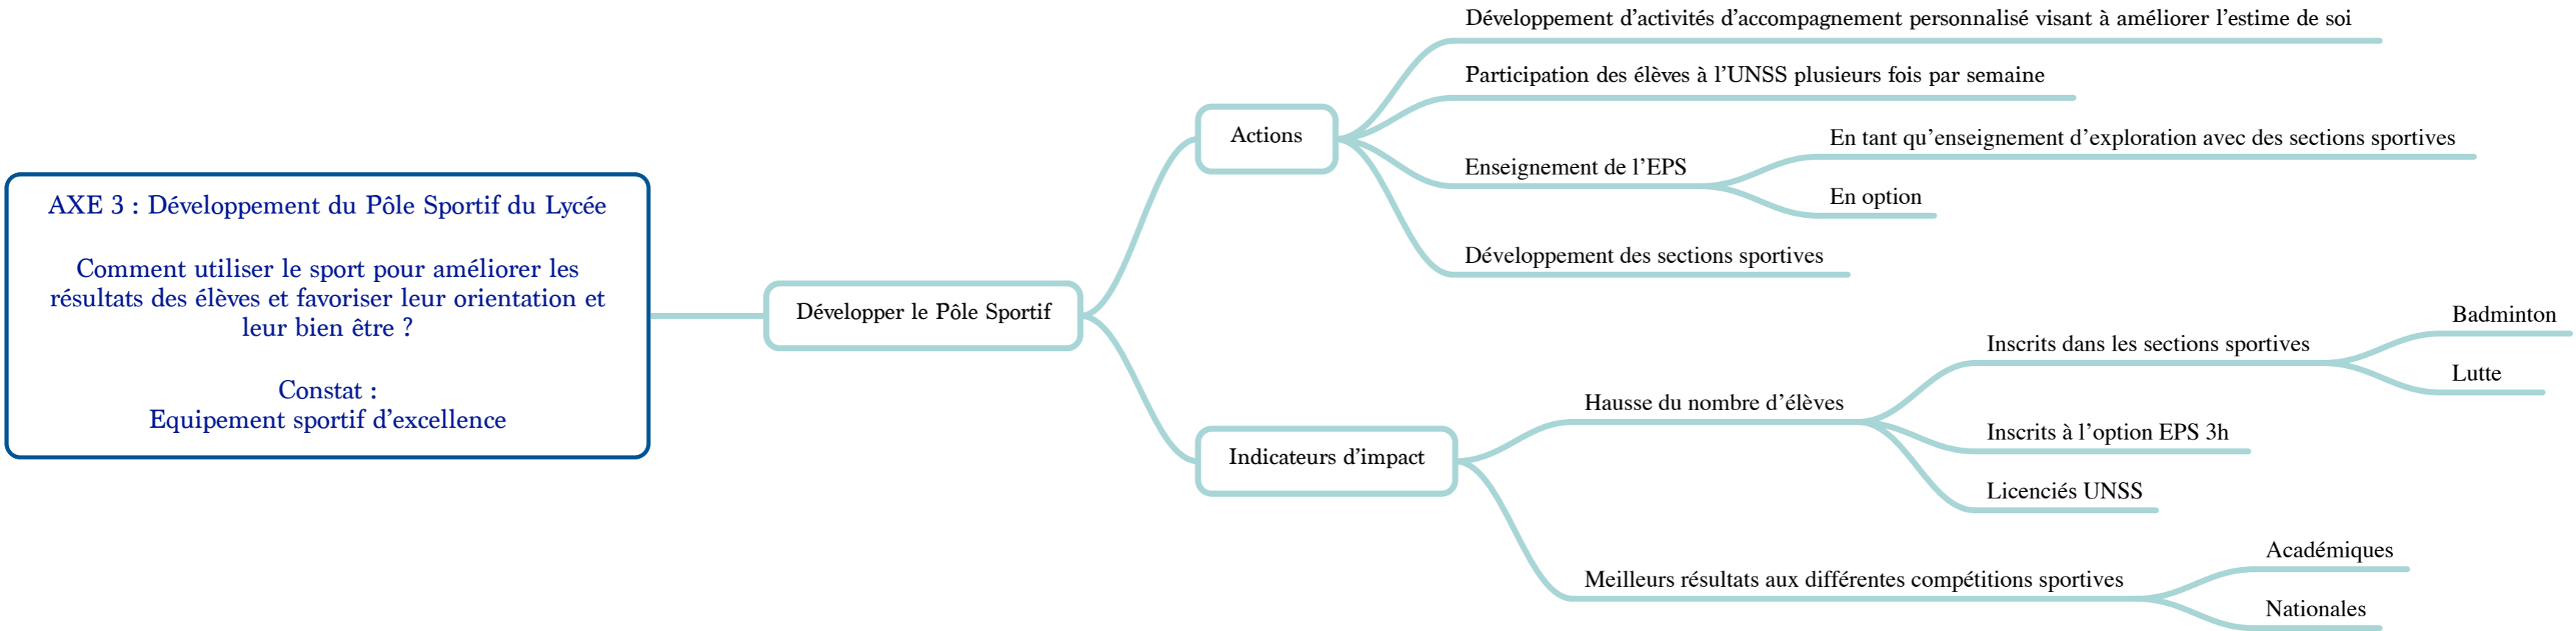 AXE 3 : Développement du Pôle Sportif du Lycée
Comment utiliser le sport pour améliorer les
résultats des élèves et favoriser leur orientation et
leur bien être ?
Constat :
Equipement sportif d’excellence
Développer le Pôle Sportif
Actions
Développement d’activités d’accompagnement personnalisé visant à améliorer l’estime de soi
Participation des élèves à l’UNSS plusieurs fois par semaine
Enseignement de l’EPS
En tant qu’enseignement d’exploration avec des sections sportives
En option
Développement des sections sportives
Indicateurs d’impact
Hausse du nombre d’élèves
Inscrits dans les sections sportives
Badminton
Lutte
Inscrits à l’option EPS 3h
Licenciés UNSS
Meilleurs résultats aux différentes compétitions sportives
Académiques
Nationales